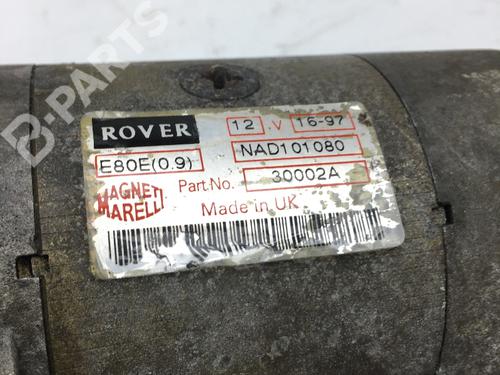 B-PARTS
ROVER 12 V 16-97
E80E(0.9) NAD101080
MAGNETI MARELLI Part.No. 30002A
Made in UK